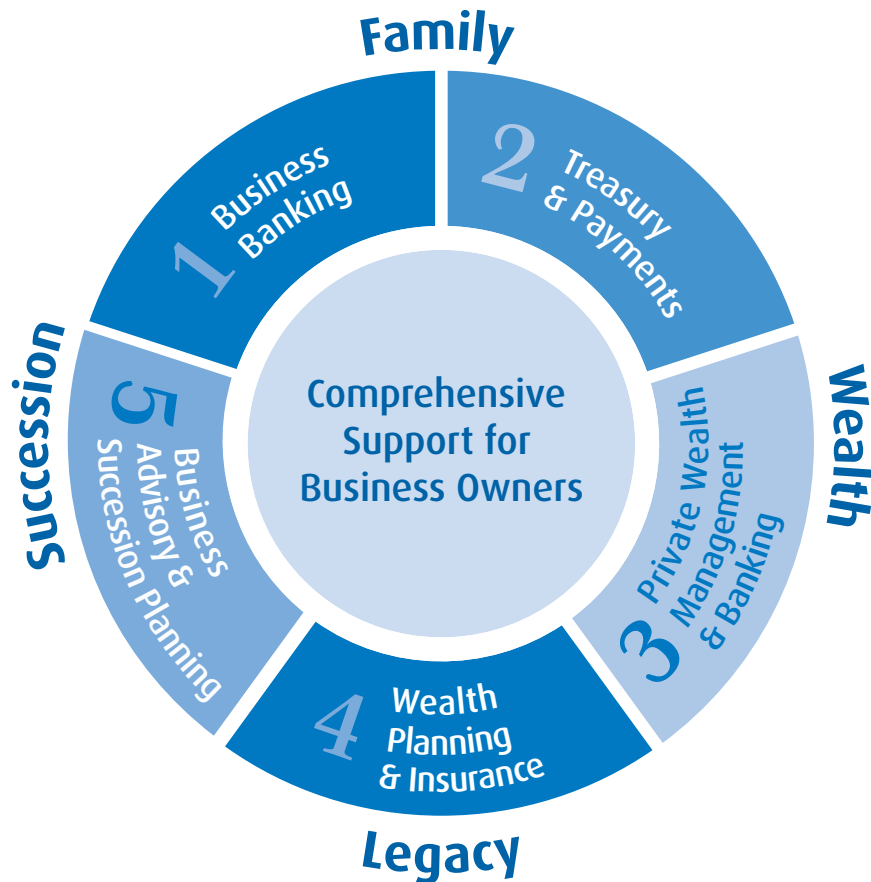 Family
1 Business
Banking
2 Treasury
& Payments
Wealth
3 Private Wealth
Management
& Banking
Legacy
4 Wealth
Planning
& Insurance
Succession
5 Business
Advisory &
Succession Planning
Comprehensive
Support for
Business Owners